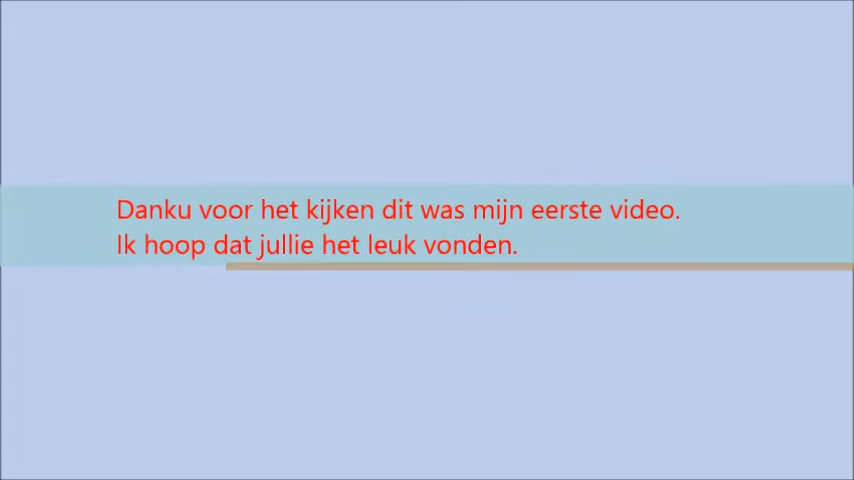 Danku voor het kijken dit was mijn eerste video.
Ik hoop dat jullie het leuk vonden.